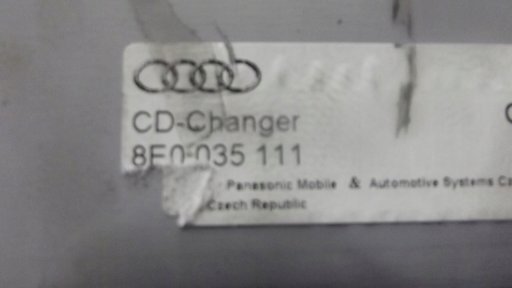 CD-Changer
8E0-035 111
Panasonic Mobile & Automotive Systems
Czech Republic